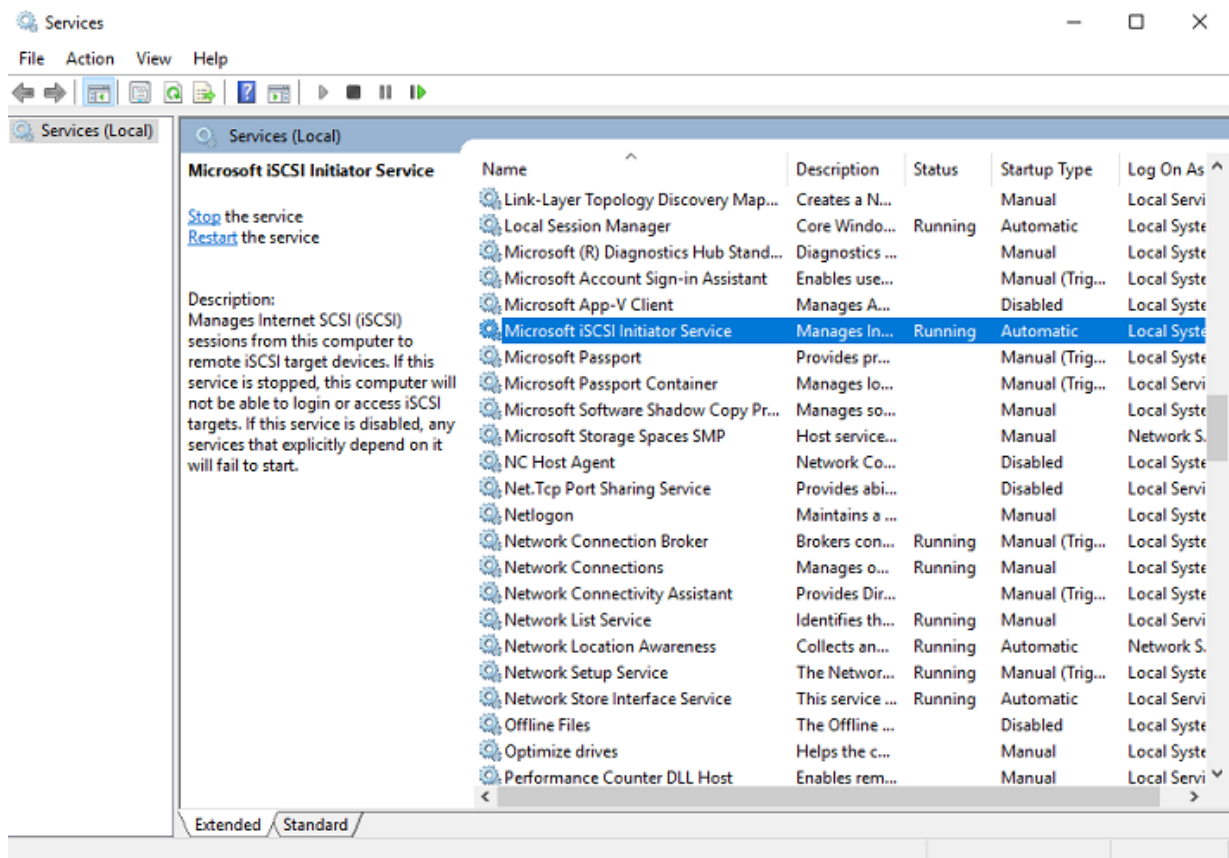 Services
File Action View Help
Services (Local)
Services (Local)
Microsoft iSCSI Initiator Service
Stop the service
Restart the service
Description:
Manages Internet SCSI (iSCSI)
sessions from this computer to
remote iSCSI target devices. If this
service is stopped, this computer will
not be able to login or access iSCSI
targets. If this service is disabled, any
services that explicitly depend on it
will fail to start.
Name Description Status Startup Type Log On As
Link-Layer Topology Discovery Map... Creates a N... Manual Local Servi
Local Session Manager Core Windo... Running Automatic Local Syste
Microsoft (R) Diagnostics Hub Stand... Diagnostics ... Manual Local Syste
Microsoft Account Sign-in Assistant Enables use... Manual (Trig... Local Syste
Microsoft App-V Client Manages A... Disabled Local Syste
Microsoft iSCSI Initiator Service Manages In... Running Automatic Local Syste
Microsoft Passport Provides pr... Manual (Trig... Local Syste
Microsoft Passport Container Manages lo... Manual (Trig... Local Servi
Microsoft Software Shadow Copy Pr... Manages so... Manual Local Syste
Microsoft Storage Spaces SMP Host service... Manual Network S.
NC Host Agent Network Co... Disabled Local Syste
Net.Tcp Port Sharing Service Provides abi... Disabled Local Servi
Netlogon Maintains a ... Manual Local Syste
Network Connection Broker Brokers con... Running Manual (Trig... Local Syste
Network Connections Manages o... Running Manual Local Syste
Network Connectivity Assistant Provides Dir... Manual (Trig... Local Syste
Network List Service Identifies th... Running Manual Local Servi
Network Location Awareness Collects an... Running Automatic Network S.
Network Setup Service The Networ... Running Manual (Trig... Local Syste
Network Store Interface Service This service ... Running Automatic Local Servi
Offline Files The Offline ... Disabled Local Syste
Optimize drives Helps the c... Manual Local Syste
Performance Counter DLL Host Enables rem... Manual Local Servi
Extended Standard